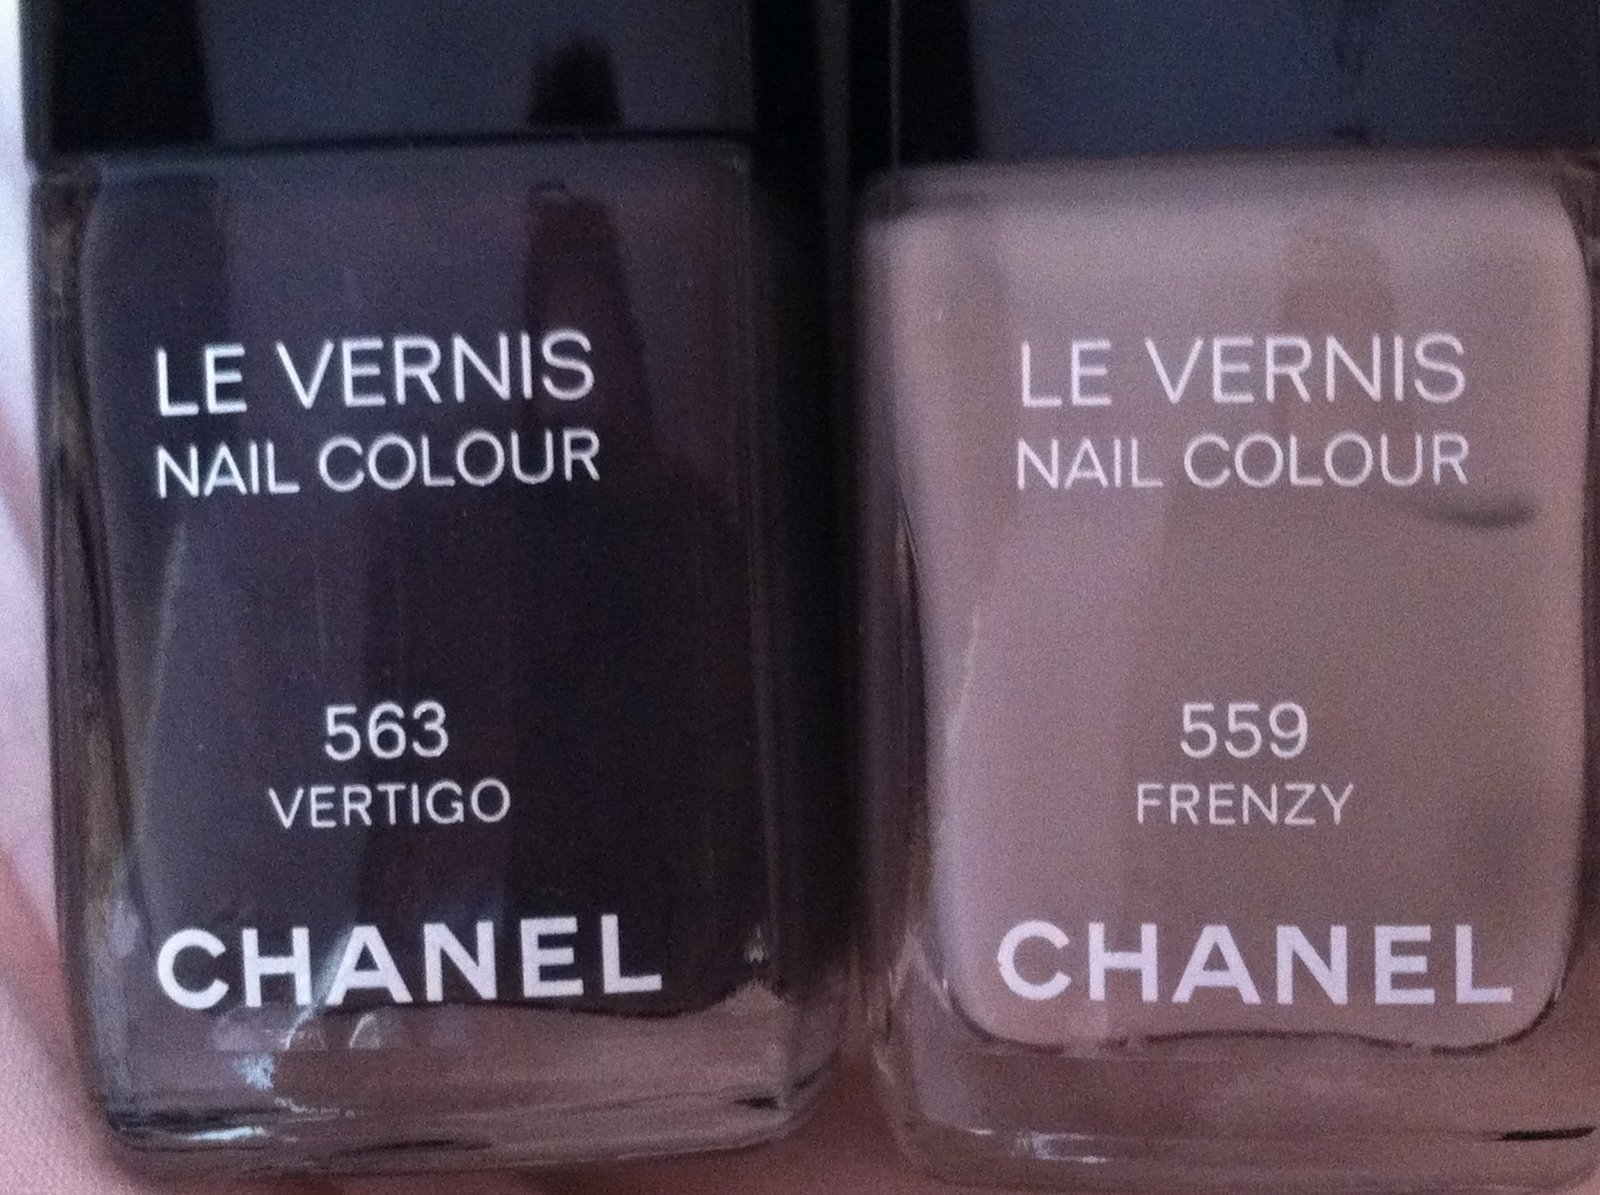 LE VERNIS
NAIL COLOUR
563
VERTIGO
CHANEL
LE VERNIS
NAIL COLOUR
559
FRENZY
CHANEL